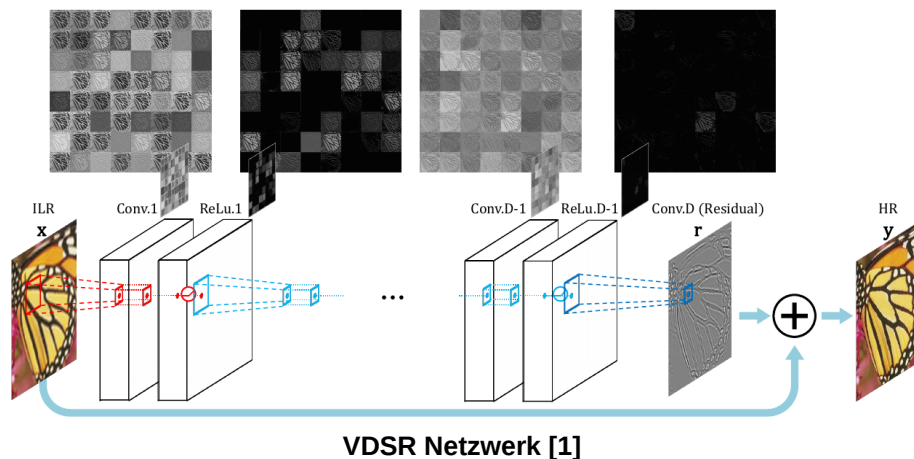 Conv.1
ReLu.1
Conv.D-1
ReLu.D-1
Conv.D (Residual)
ILR
x
r
HR
y
...
VDSR Netzwerk [1]